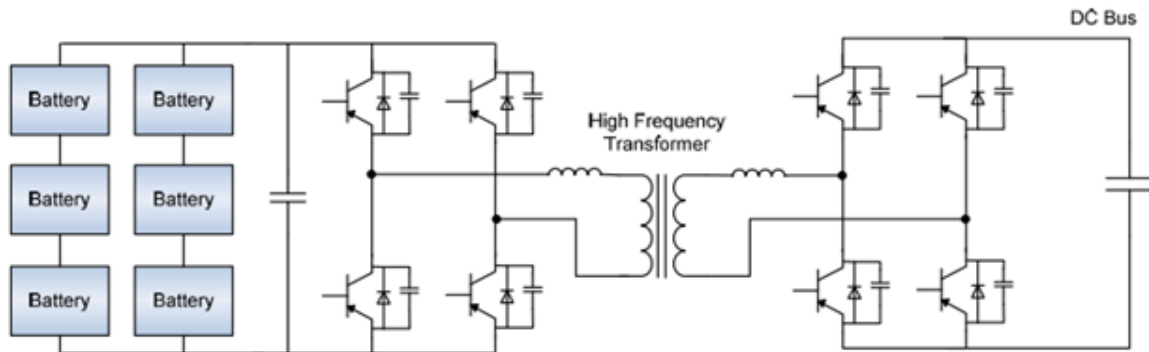 DC Bus
Battery
Battery
High Frequency
Transformer
Battery
Battery
Battery
Battery